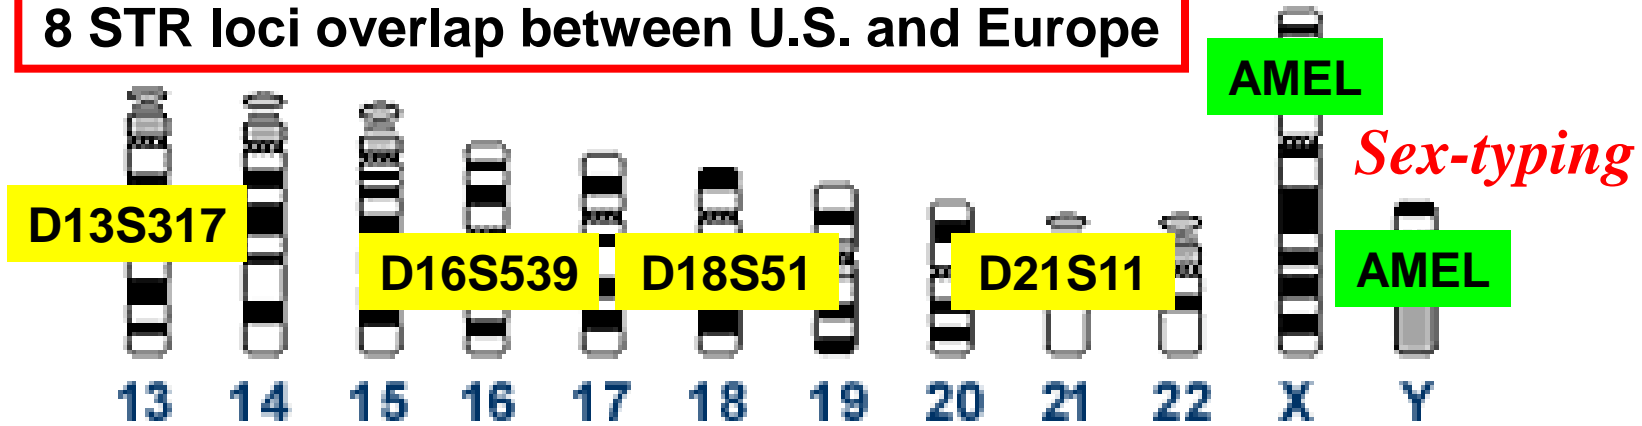 8 STR loci overlap between U.S. and Europe
AMEL
Sex-typing
D13S317
D16S539
D18S51
D21S11
AMEL
13 14 15 16 17 18 19 20 21 22 X Y